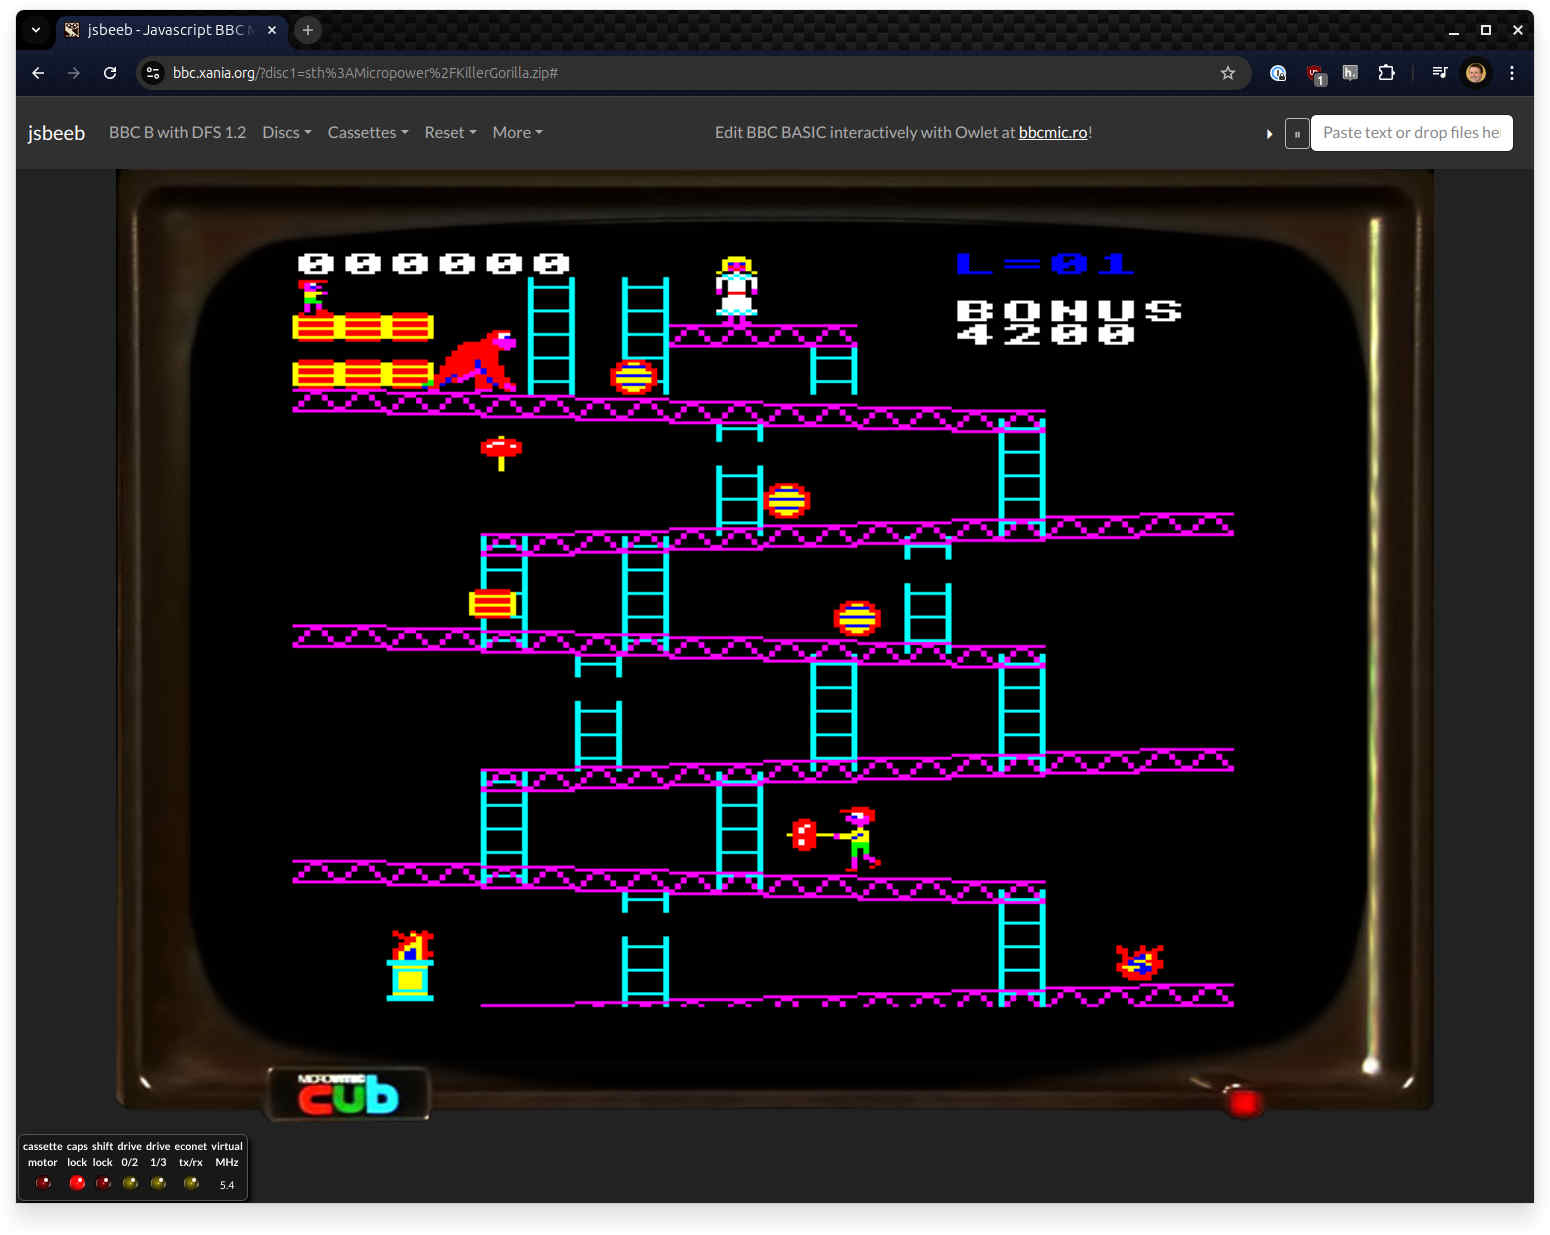 jsbeeb - Javascript BBC
bbc.xania.org/?disc1=sth%3AMicropower%2FKillerGorilla.zip#
1
h.
jsbeeb BBC B with DFS 1.2 Discs Cassettes Reset More Edit BBC BASIC interactively with Owlet at bbcmic.ro! Paste text or drop files he
000000
L=01
BONUS
4200
MICROVITEC
cub
cassette caps shift drive drive econet virtual
motor lock lock 0/2 1/3 tx/rx MHz
5.4